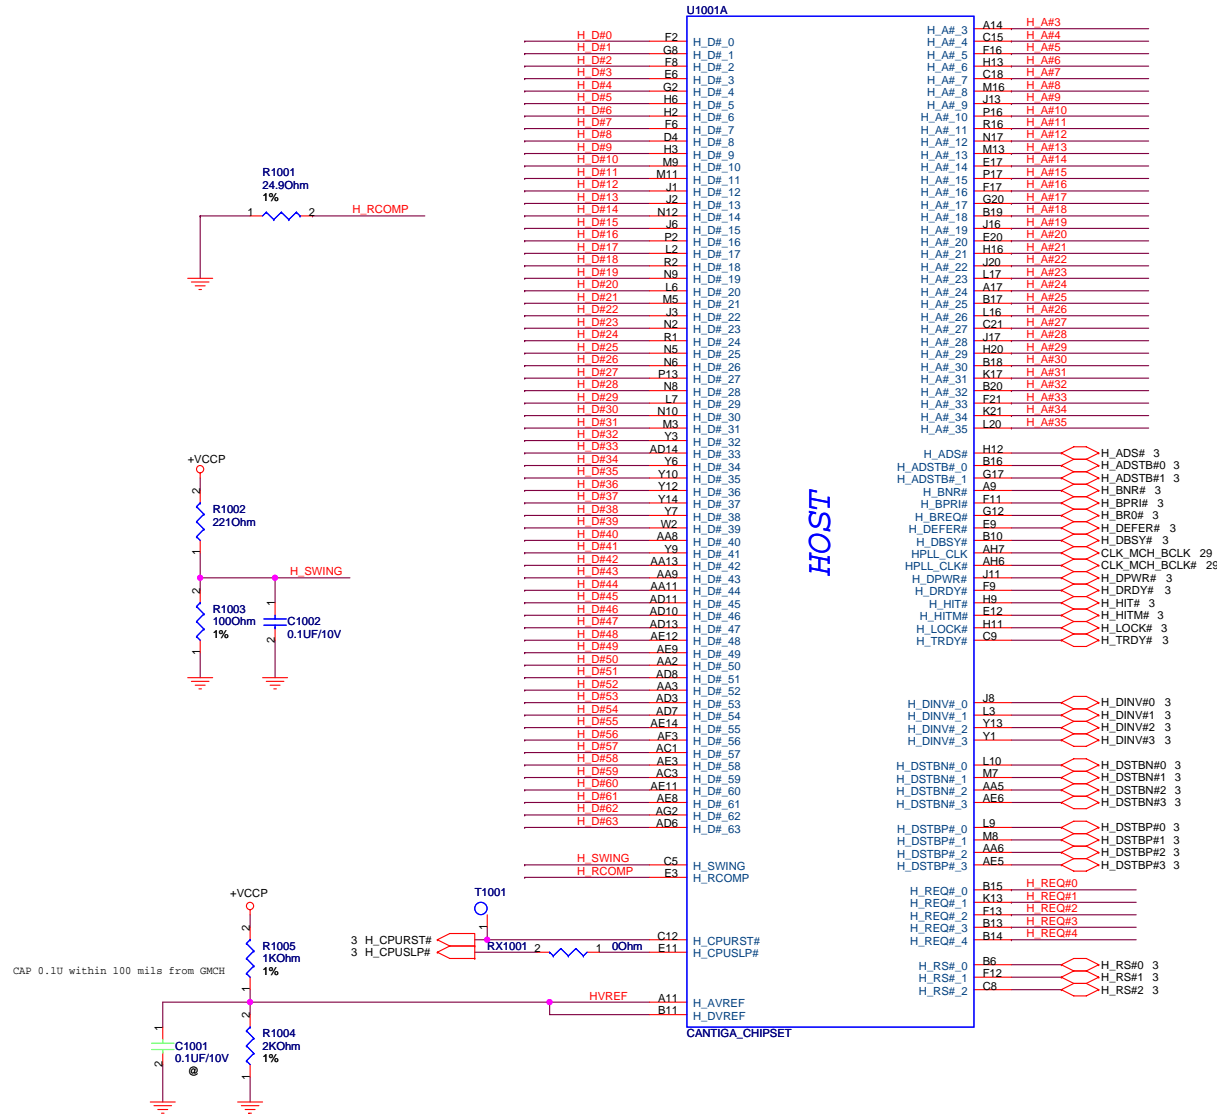 U1001A
H_D#0 F2 H_D#_0
H_D#1 G8 H_D#_1
H_D#2 F8 H_D#_2
H_D#3 E6 H_D#_3
H_D#4 G2 H_D#_4
H_D#5 H6 H_D#_5
H_D#6 H2 H_D#_6
H_D#7 F6 H_D#_7
H_D#8 D4 H_D#_8
H_D#9 H3 H_D#_9
H_D#10 M9 H_D#_10
H_D#11 M11 H_D#_11
H_D#12 J1 H_D#_12
H_D#13 J2 H_D#_13
H_D#14 N12 H_D#_14
H_D#15 J6 H_D#_15
H_D#16 P2 H_D#_16
H_D#17 L2 H_D#_17
H_D#18 R2 H_D#_18
H_D#19 N9 H_D#_19
H_D#20 L6 H_D#_20
H_D#21 M5 H_D#_21
H_D#22 J3 H_D#_22
H_D#23 N2 H_D#_23
H_D#24 R1 H_D#_24
H_D#25 N5 H_D#_25
H_D#26 N6 H_D#_26
H_D#27 P13 H_D#_27
H_D#28 N8 H_D#_28
H_D#29 L7 H_D#_29
H_D#30 N10 H_D#_30
H_D#31 M3 H_D#_31
H_D#32 Y3 H_D#_32
H_D#33 AD14 H_D#_33
H_D#34 Y6 H_D#_34
H_D#35 Y10 H_D#_35
H_D#36 Y12 H_D#_36
H_D#37 Y14 H_D#_37
H_D#38 Y7 H_D#_38
H_D#39 W2 H_D#_39
H_D#40 AA8 H_D#_40
H_D#41 Y9 H_D#_41
H_D#42 AA13 H_D#_42
H_D#43 AA9 H_D#_43
H_D#44 AA11 H_D#_44
H_D#45 AD11 H_D#_45
H_D#46 AD10 H_D#_46
H_D#47 AD13 H_D#_47
H_D#48 AE12 H_D#_48
H_D#49 AE9 H_D#_49
H_D#50 AA2 H_D#_50
H_D#51 AD8 H_D#_51
H_D#52 AA3 H_D#_52
H_D#53 AD3 H_D#_53
H_D#54 AD7 H_D#_54
H_D#55 AE14 H_D#_55
H_D#56 AF3 H_D#_56
H_D#57 AC1 H_D#_57
H_D#58 AE3 H_D#_58
H_D#59 AC3 H_D#_59
H_D#60 AE11 H_D#_60
H_D#61 AE8 H_D#_61
H_D#62 AG2 H_D#_62
H_D#63 AD6 H_D#_63
H_SWING C5 H_SWING
H_RCOMP E3 H_RCOMP
T1001
1
3 H_CPURST# C12 H_CPURST#
3 H_CPUSLP# RX1001 2 1 0Ohm E11 H_CPUSLP#
HVREF A11 H_AVREF
B11 H_DVREF
CANTIGA_CHIPSET
HOST
H_A#_3 A14 H_A#3
H_A#_4 C15 H_A#4
H_A#_5 F16 H_A#5
H_A#_6 H13 H_A#6
H_A#_7 C18 H_A#7
H_A#_8 M16 H_A#8
H_A#_9 J13 H_A#9
H_A#_10 P16 H_A#10
H_A#_11 R16 H_A#11
H_A#_12 N17 H_A#12
H_A#_13 M13 H_A#13
H_A#_14 E17 H_A#14
H_A#_15 P17 H_A#15
H_A#_16 F17 H_A#16
H_A#_17 G20 H_A#17
H_A#_18 B19 H_A#18
H_A#_19 J16 H_A#19
H_A#_20 E20 H_A#20
H_A#_21 H16 H_A#21
H_A#_22 J20 H_A#22
H_A#_23 L17 H_A#23
H_A#_24 A17 H_A#24
H_A#_25 B17 H_A#25
H_A#_26 L16 H_A#26
H_A#_27 C21 H_A#27
H_A#_28 J17 H_A#28
H_A#_29 H20 H_A#29
H_A#_30 B18 H_A#30
H_A#_31 K17 H_A#31
H_A#_32 B20 H_A#32
H_A#_33 F21 H_A#33
H_A#_34 K21 H_A#34
H_A#_35 L20 H_A#35
H_ADS# H12 H_ADS# 3
H_ADSTB#_0 B16 H_ADSTB#0 3
H_ADSTB#_1 G17 H_ADSTB#1 3
H_BNR# A9 H_BNR# 3
H_BPRI# F11 H_BPRI# 3
H_BREQ# G12 H_BR0# 3
H_DEFER# E9 H_DEFER# 3
H_DBSY# B10 H_DBSY# 3
HPLL_CLK AH7 CLK_MCH_BCLK 29
HPLL_CLK# AH6 CLK_MCH_BCLK# 29
H_DPWR# J11 H_DPWR# 3
H_DRDY# F9 H_DRDY# 3
H_HIT# H9 H_HIT# 3
H_HITM# E12 H_HITM# 3
H_LOCK# H11 H_LOCK# 3
H_TRDY# C9 H_TRDY# 3
H_DINV#_0 J8 H_DINV#0 3
H_DINV#_1 L3 H_DINV#1 3
H_DINV#_2 Y13 H_DINV#2 3
H_DINV#_3 Y1 H_DINV#3 3
H_DSTBN#_0 L10 H_DSTBN#0 3
H_DSTBN#_1 M7 H_DSTBN#1 3
H_DSTBN#_2 AA5 H_DSTBN#2 3
H_DSTBN#_3 AE6 H_DSTBN#3 3
H_DSTBP#_0 L9 H_DSTBP#0 3
H_DSTBP#_1 M8 H_DSTBP#1 3
H_DSTBP#_2 AA6 H_DSTBP#2 3
H_DSTBP#_3 AE5 H_DSTBP#3 3
H_REQ#_0 B15 H_REQ#0
H_REQ#_1 K13 H_REQ#1
H_REQ#_2 F13 H_REQ#2
H_REQ#_3 B13 H_REQ#3
H_REQ#_4 B14 H_REQ#4
H_RS#_0 B6 H_RS#0 3
H_RS#_1 F12 H_RS#1 3
H_RS#_2 C8 H_RS#2 3
R1001
24.9Ohm
1%
1 2 H_RCOMP
+VCCP
2
R1002
221Ohm
1
H_SWING
2 1
R1003
100Ohm
1%
1
C1002
0.1UF/10V
2
+VCCP
2
R1005
1KOhm
1%
1
CAP 0.1U within 100 mils from GMCH
1 2
C1001
0.1UF/10V
@
2
R1004
2KOhm
1%
1